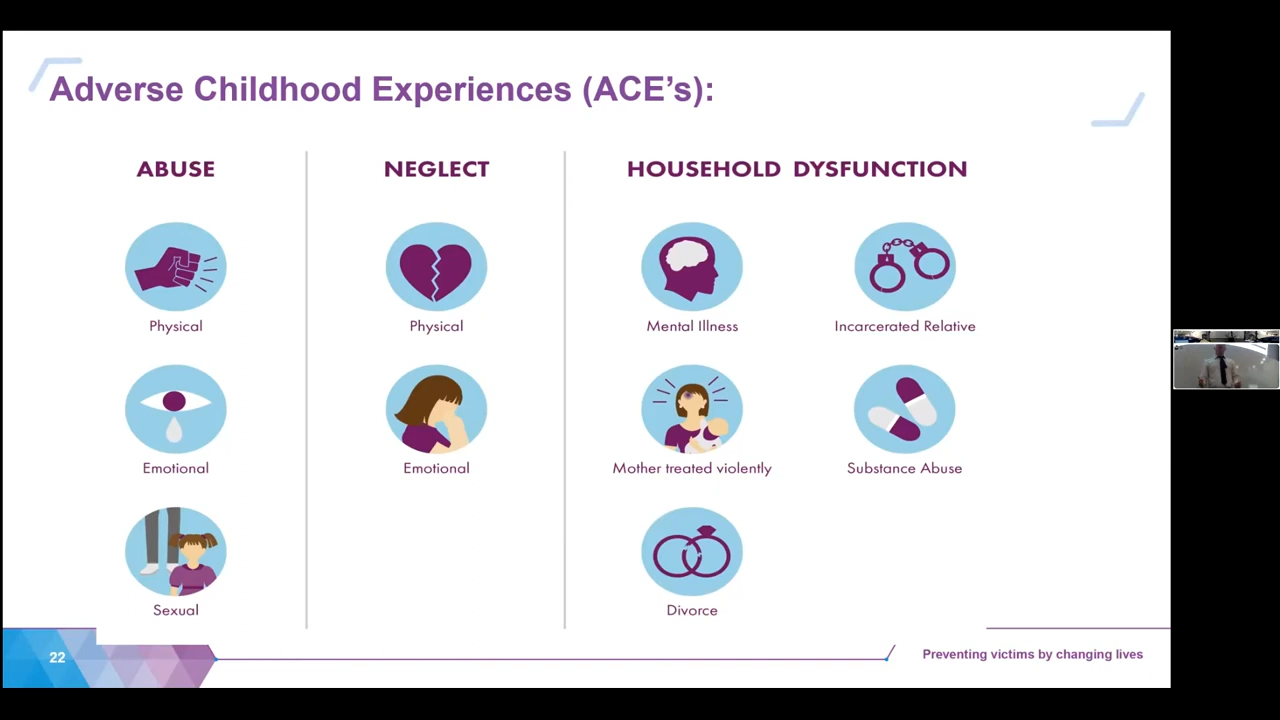 Adverse Childhood Experiences (ACE's):
ABUSE
Physical
Emotional
Sexual
NEGLECT
Physical
Emotional
HOUSEHOLD DYSFUNCTION
Mental Illness
Incarcerated Relative
Mother treated violently
Substance Abuse
Divorce
22
Preventing victims by changing lives